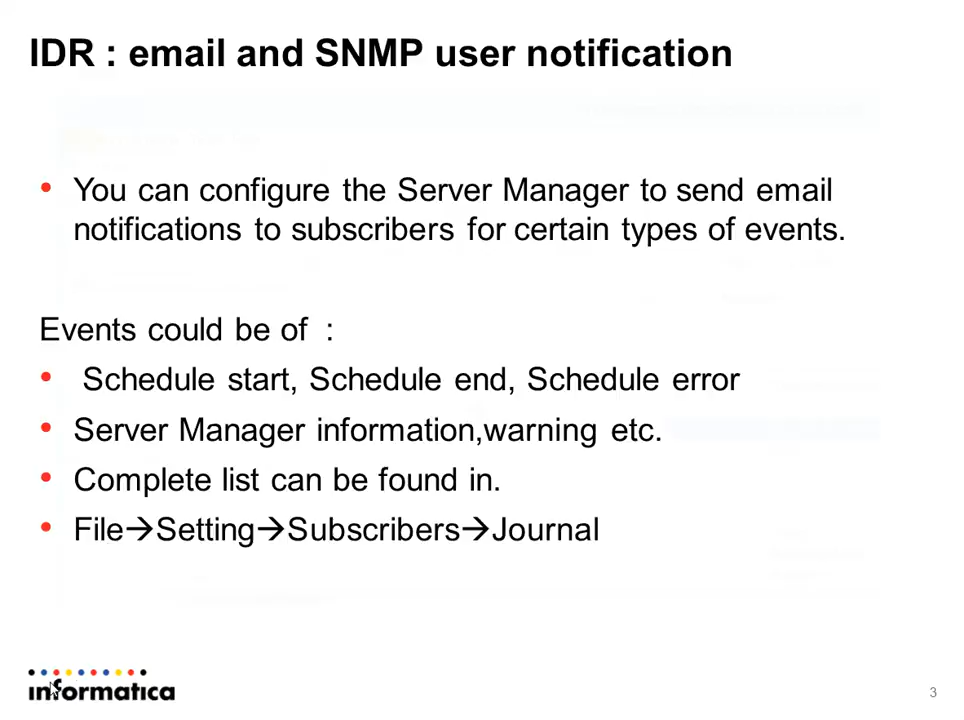 IDR : email and SNMP user notification
• You can configure the Server Manager to send email
notifications to subscribers for certain types of events.
Events could be of  :
• Schedule start, Schedule end, Schedule error
• Server Manager information,warning etc.
• Complete list can be found in.
• File→Setting→Subscribers→Journal
informatica
3